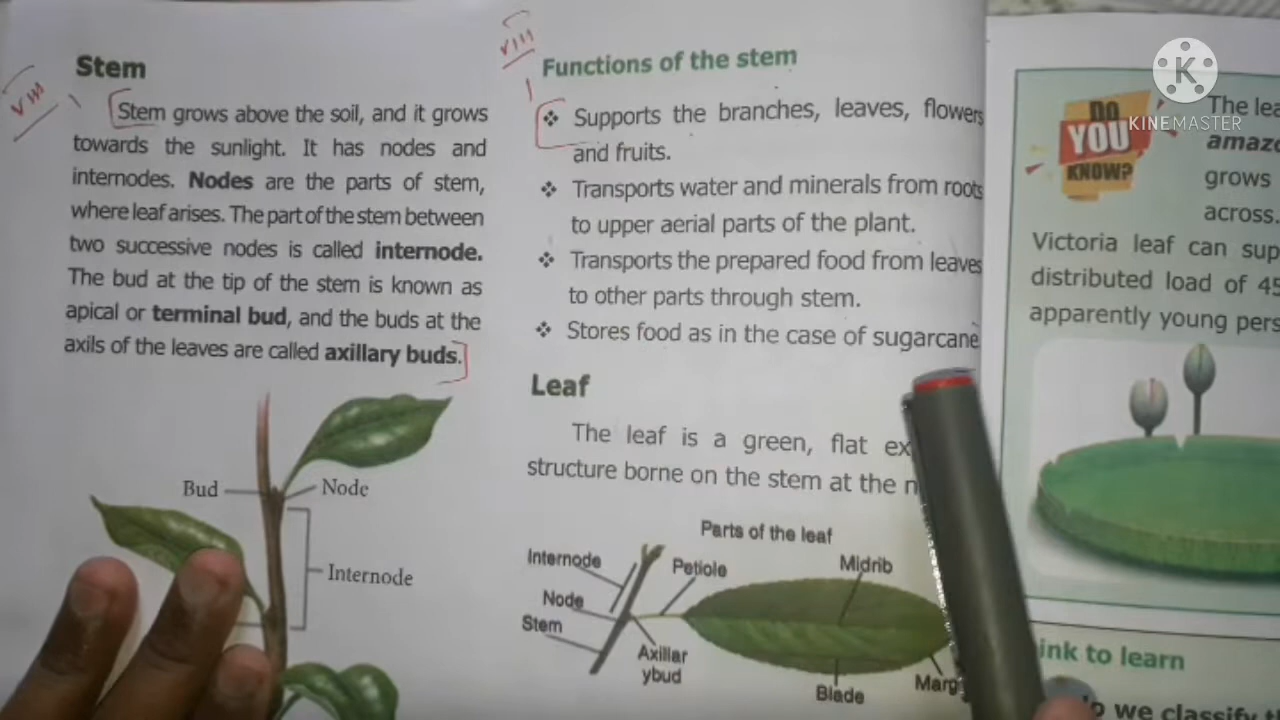 VIII
Stem
Stem grows above the soil, and it grows
towards the sunlight. It has nodes and
internodes. Nodes are the parts of stem,
where leaf arises. The part of the stem between
two successive nodes is called internode.
The bud at the tip of the stem is known as
apical or terminal bud, and the buds at the
axils of the leaves are called axillary buds.
Bud
Node
Internode
VIII
Functions of the stem
❖ Supports the branches, leaves, flowers
and fruits.
❖ Transports water and minerals from roots
to upper aerial parts of the plant.
❖ Transports the prepared food from leaves
to other parts through stem.
❖ Stores food as in the case of sugarcane
Leaf
The leaf is a green, flat
structure borne on the stem at the
Parts of the leaf
Internode
Petiole
Midrib
Node
Stem
Axillar
ybud
Blade
Marg
DO
YOU
KNOW?
The
amaz
grows
across.
Victoria leaf can sup
distributed load of 45
apparently young pers
ink to learn
we classify
K
KINEMASTER